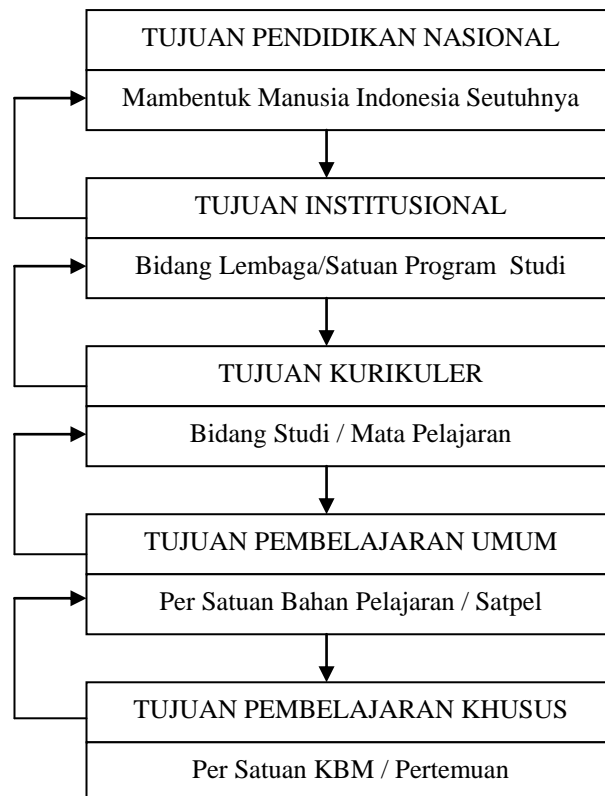 TUJUAN PENDIDIKAN NASIONAL
Mambentuk Manusia Indonesia Seutuhnya
TUJUAN INSTITUSIONAL
Bidang Lembaga/Satuan Program Studi
TUJUAN KURIKULER
Bidang Studi / Mata Pelajaran
TUJUAN PEMBELAJARAN UMUM
Per Satuan Bahan Pelajaran / Satpel
TUJUAN PEMBELAJARAN KHUSUS
Per Satuan KBM / Pertemuan